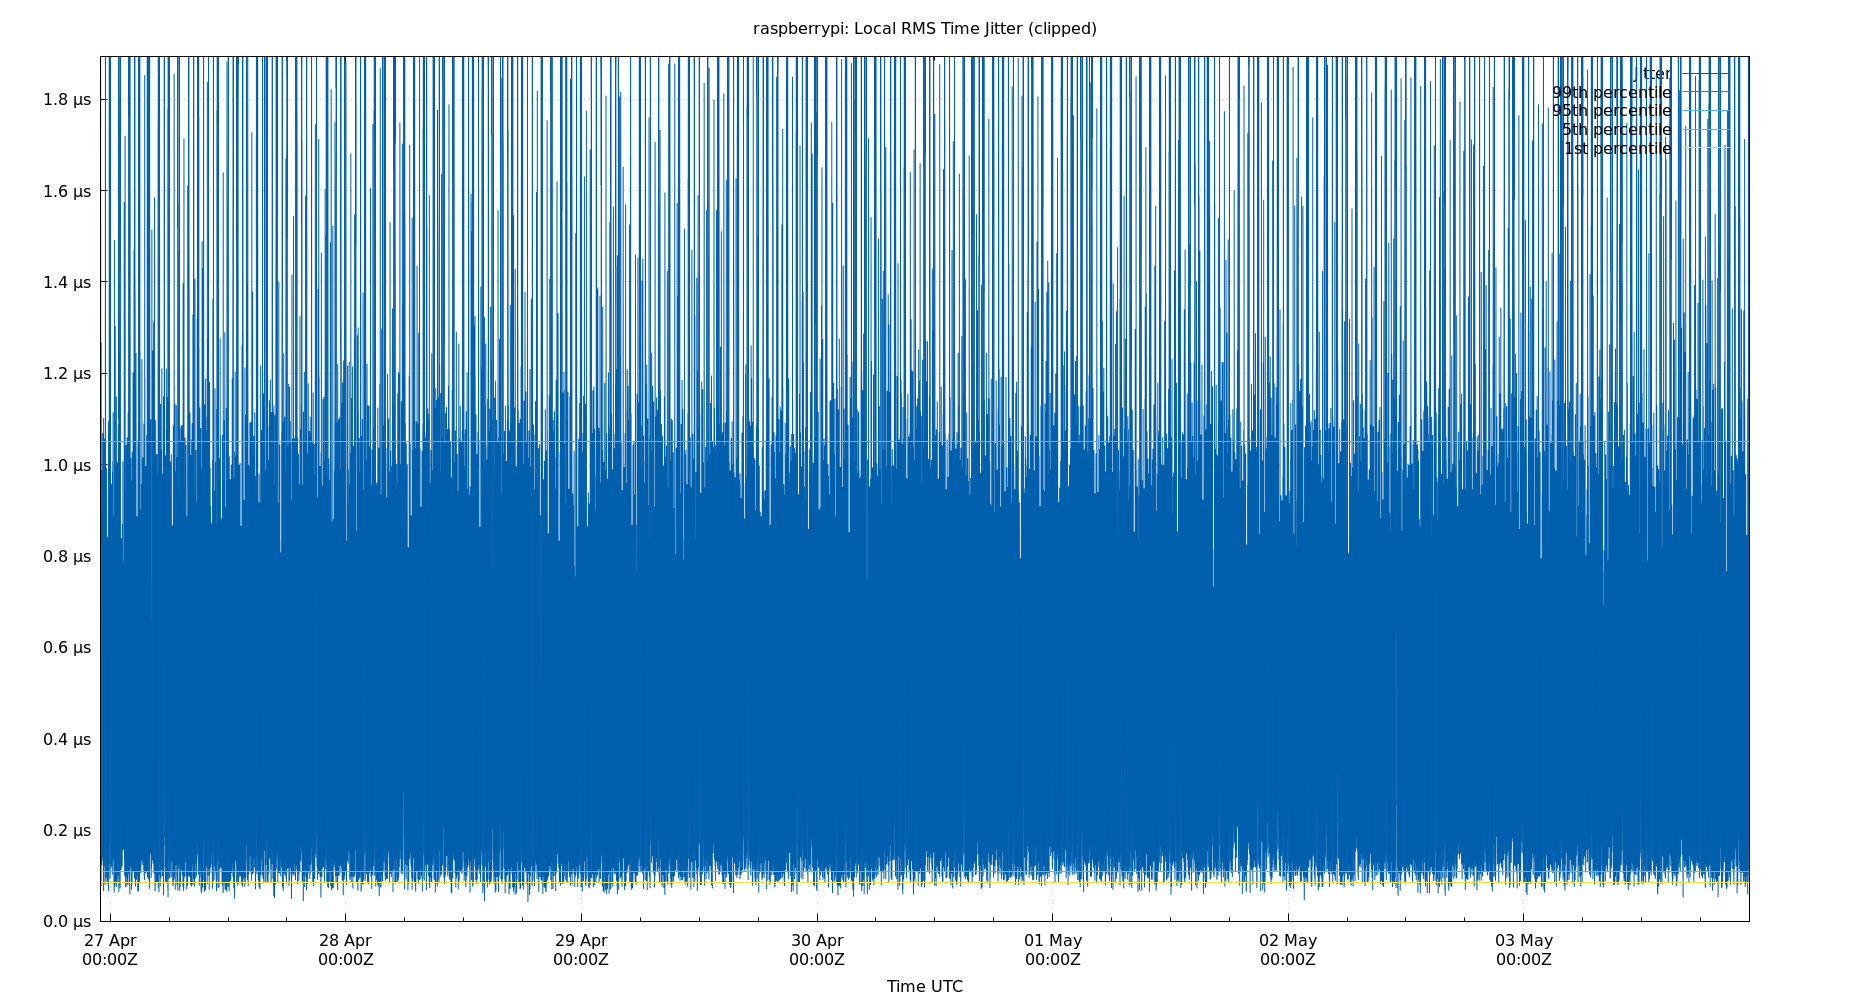 raspberrypi: Local RMS Time Jitter (clipped)
1.8 µs
1.6 µs
1.4 µs
1.2 µs
1.0 µs
0.8 µs
0.6 µs
0.4 µs
0.2 µs
0.0 µs
jitter
99th percentile
95th percentile
5th percentile
1st percentile
27 Apr 28 Apr 29 Apr 30 Apr 01 May 02 May 03 May
00:00Z 00:00Z 00:00Z 00:00Z 00:00Z 00:00Z 00:00Z
Time UTC